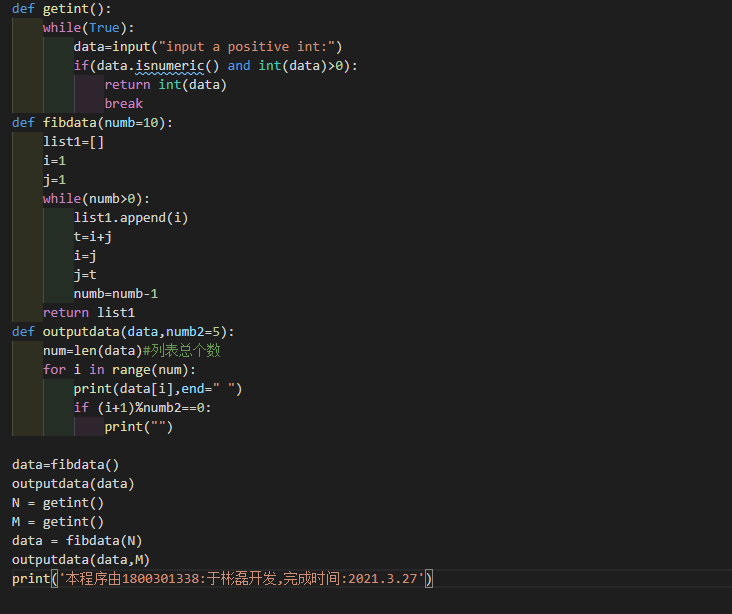 def getint():
    while(True):
        data=input("input a positive int:")
        if(data.isnumeric() and int(data)>0):
            return int(data)
            break
def fibdata(numb=10):
    list1=[]
    i=1
    j=1
    while(numb>0):
        list1.append(i)
        t=i+j
        i=j
        j=t
        numb=numb-1
    return list1
def outputdata(data,numb2=5):
    num=len(data)#列表总个数
    for i in range(num):
        print(data[i],end=" ")
        if (i+1)%numb2==0:
            print("")

data=fibdata()
outputdata(data)
N = getint()
M = getint()
data = fibdata(N)
outputdata(data,M)
print('本程序由1800301338:于彬磊开发,完成时间:2021.3.27')